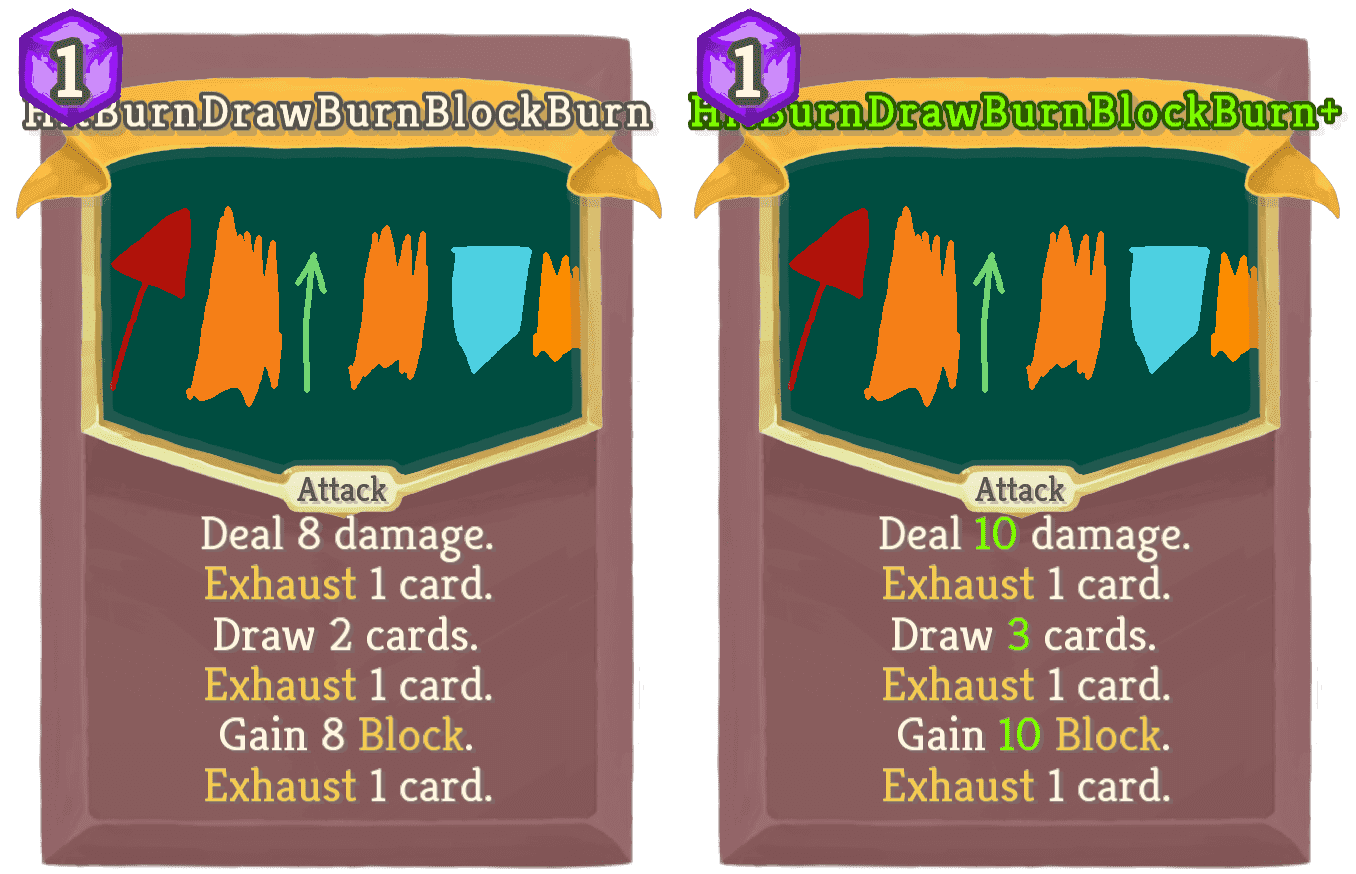 1
HitBurnDrawBurnBlockBurn
Attack
Deal 8 damage.
Exhaust 1 card.
Draw 2 cards.
Exhaust 1 card.
Gain 8 Block.
Exhaust 1 card.
1
HitBurnDrawBurnBlockBurn+
Attack
Deal 10 damage.
Exhaust 1 card.
Draw 3 cards.
Exhaust 1 card.
Gain 10 Block.
Exhaust 1 card.